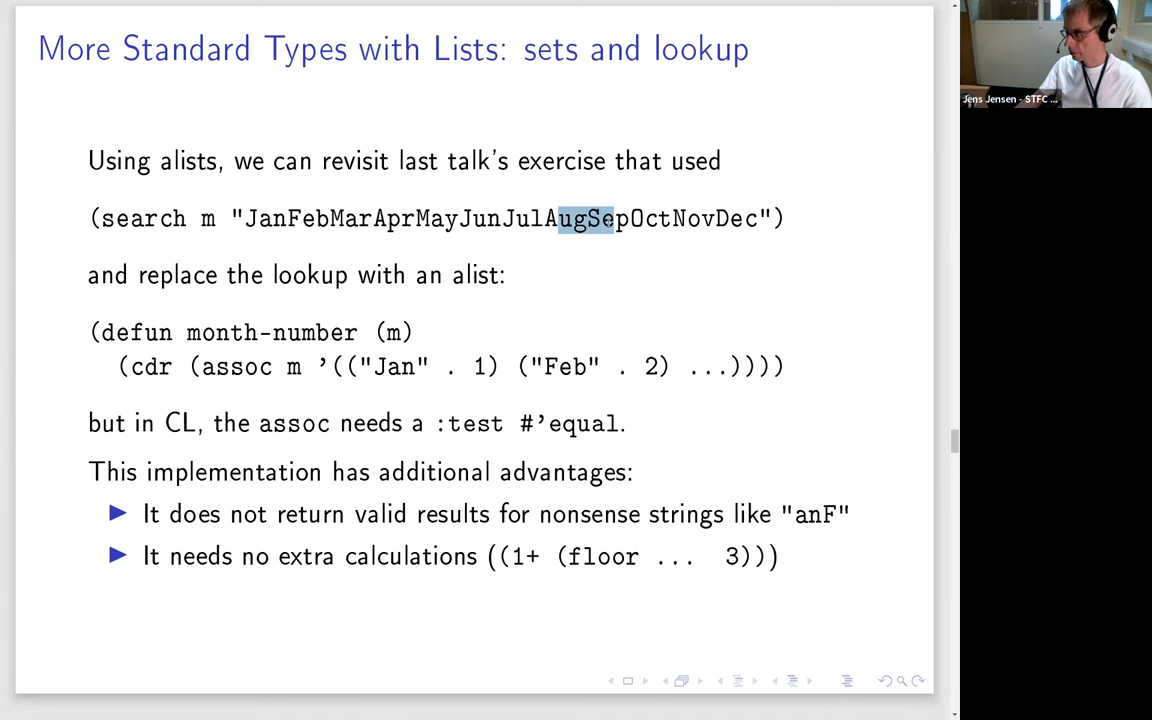 More Standard Types with Lists: sets and lookup
Jens Jensen - STFC ...
Using alists, we can revisit last talk's exercise that used
(search m "JanFebMarAprMayJunJulAugSepOctNovDec")
and replace the lookup with an alist:
(defun month-number (m)
(cdr (assoc m '(("Jan" . 1) ("Feb" . 2) ...))))
but in CL, the assoc needs a :test #'equal.
This implementation has additional advantages:
It does not return valid results for nonsense strings like "anF"
It needs no extra calculations ((1+ (floor ... 3)))